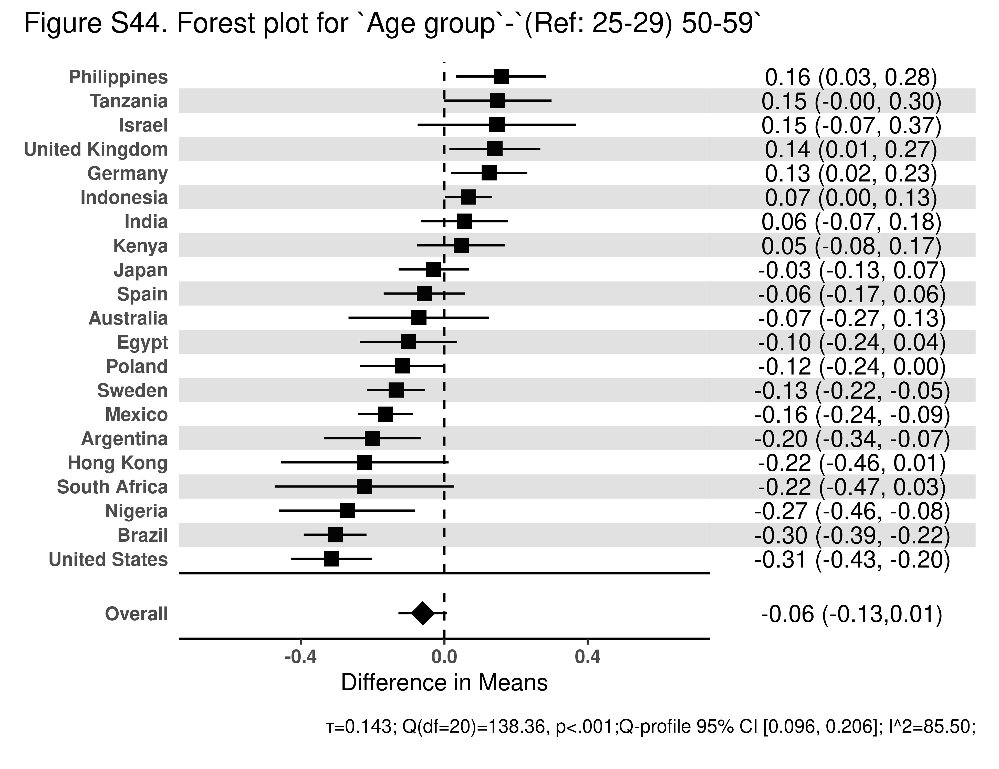 Figure S44. Forest plot for `Age group`-`(Ref: 25-29) 50-59`
Philippines 0.16 (0.03, 0.28)
Tanzania 0.15 (-0.00, 0.30)
Israel 0.15 (-0.07, 0.37)
United Kingdom 0.14 (0.01, 0.27)
Germany 0.13 (0.02, 0.23)
Indonesia 0.07 (0.00, 0.13)
India 0.06 (-0.07, 0.18)
Kenya 0.05 (-0.08, 0.17)
Japan -0.03 (-0.13, 0.07)
Spain -0.06 (-0.17, 0.06)
Australia -0.07 (-0.27, 0.13)
Egypt -0.10 (-0.24, 0.04)
Poland -0.12 (-0.24, 0.00)
Sweden -0.13 (-0.22, -0.05)
Mexico -0.16 (-0.24, -0.09)
Argentina -0.20 (-0.34, -0.07)
Hong Kong -0.22 (-0.46, 0.01)
South Africa -0.22 (-0.47, 0.03)
Nigeria -0.27 (-0.46, -0.08)
Brazil -0.30 (-0.39, -0.22)
United States -0.31 (-0.43, -0.20)
Overall -0.06 (-0.13,0.01)
-0.4 0.0 0.4
Difference in Means
τ=0.143; Q(df=20)=138.36, p<.001;Q-profile 95% CI [0.096, 0.206]; I^2=85.50;